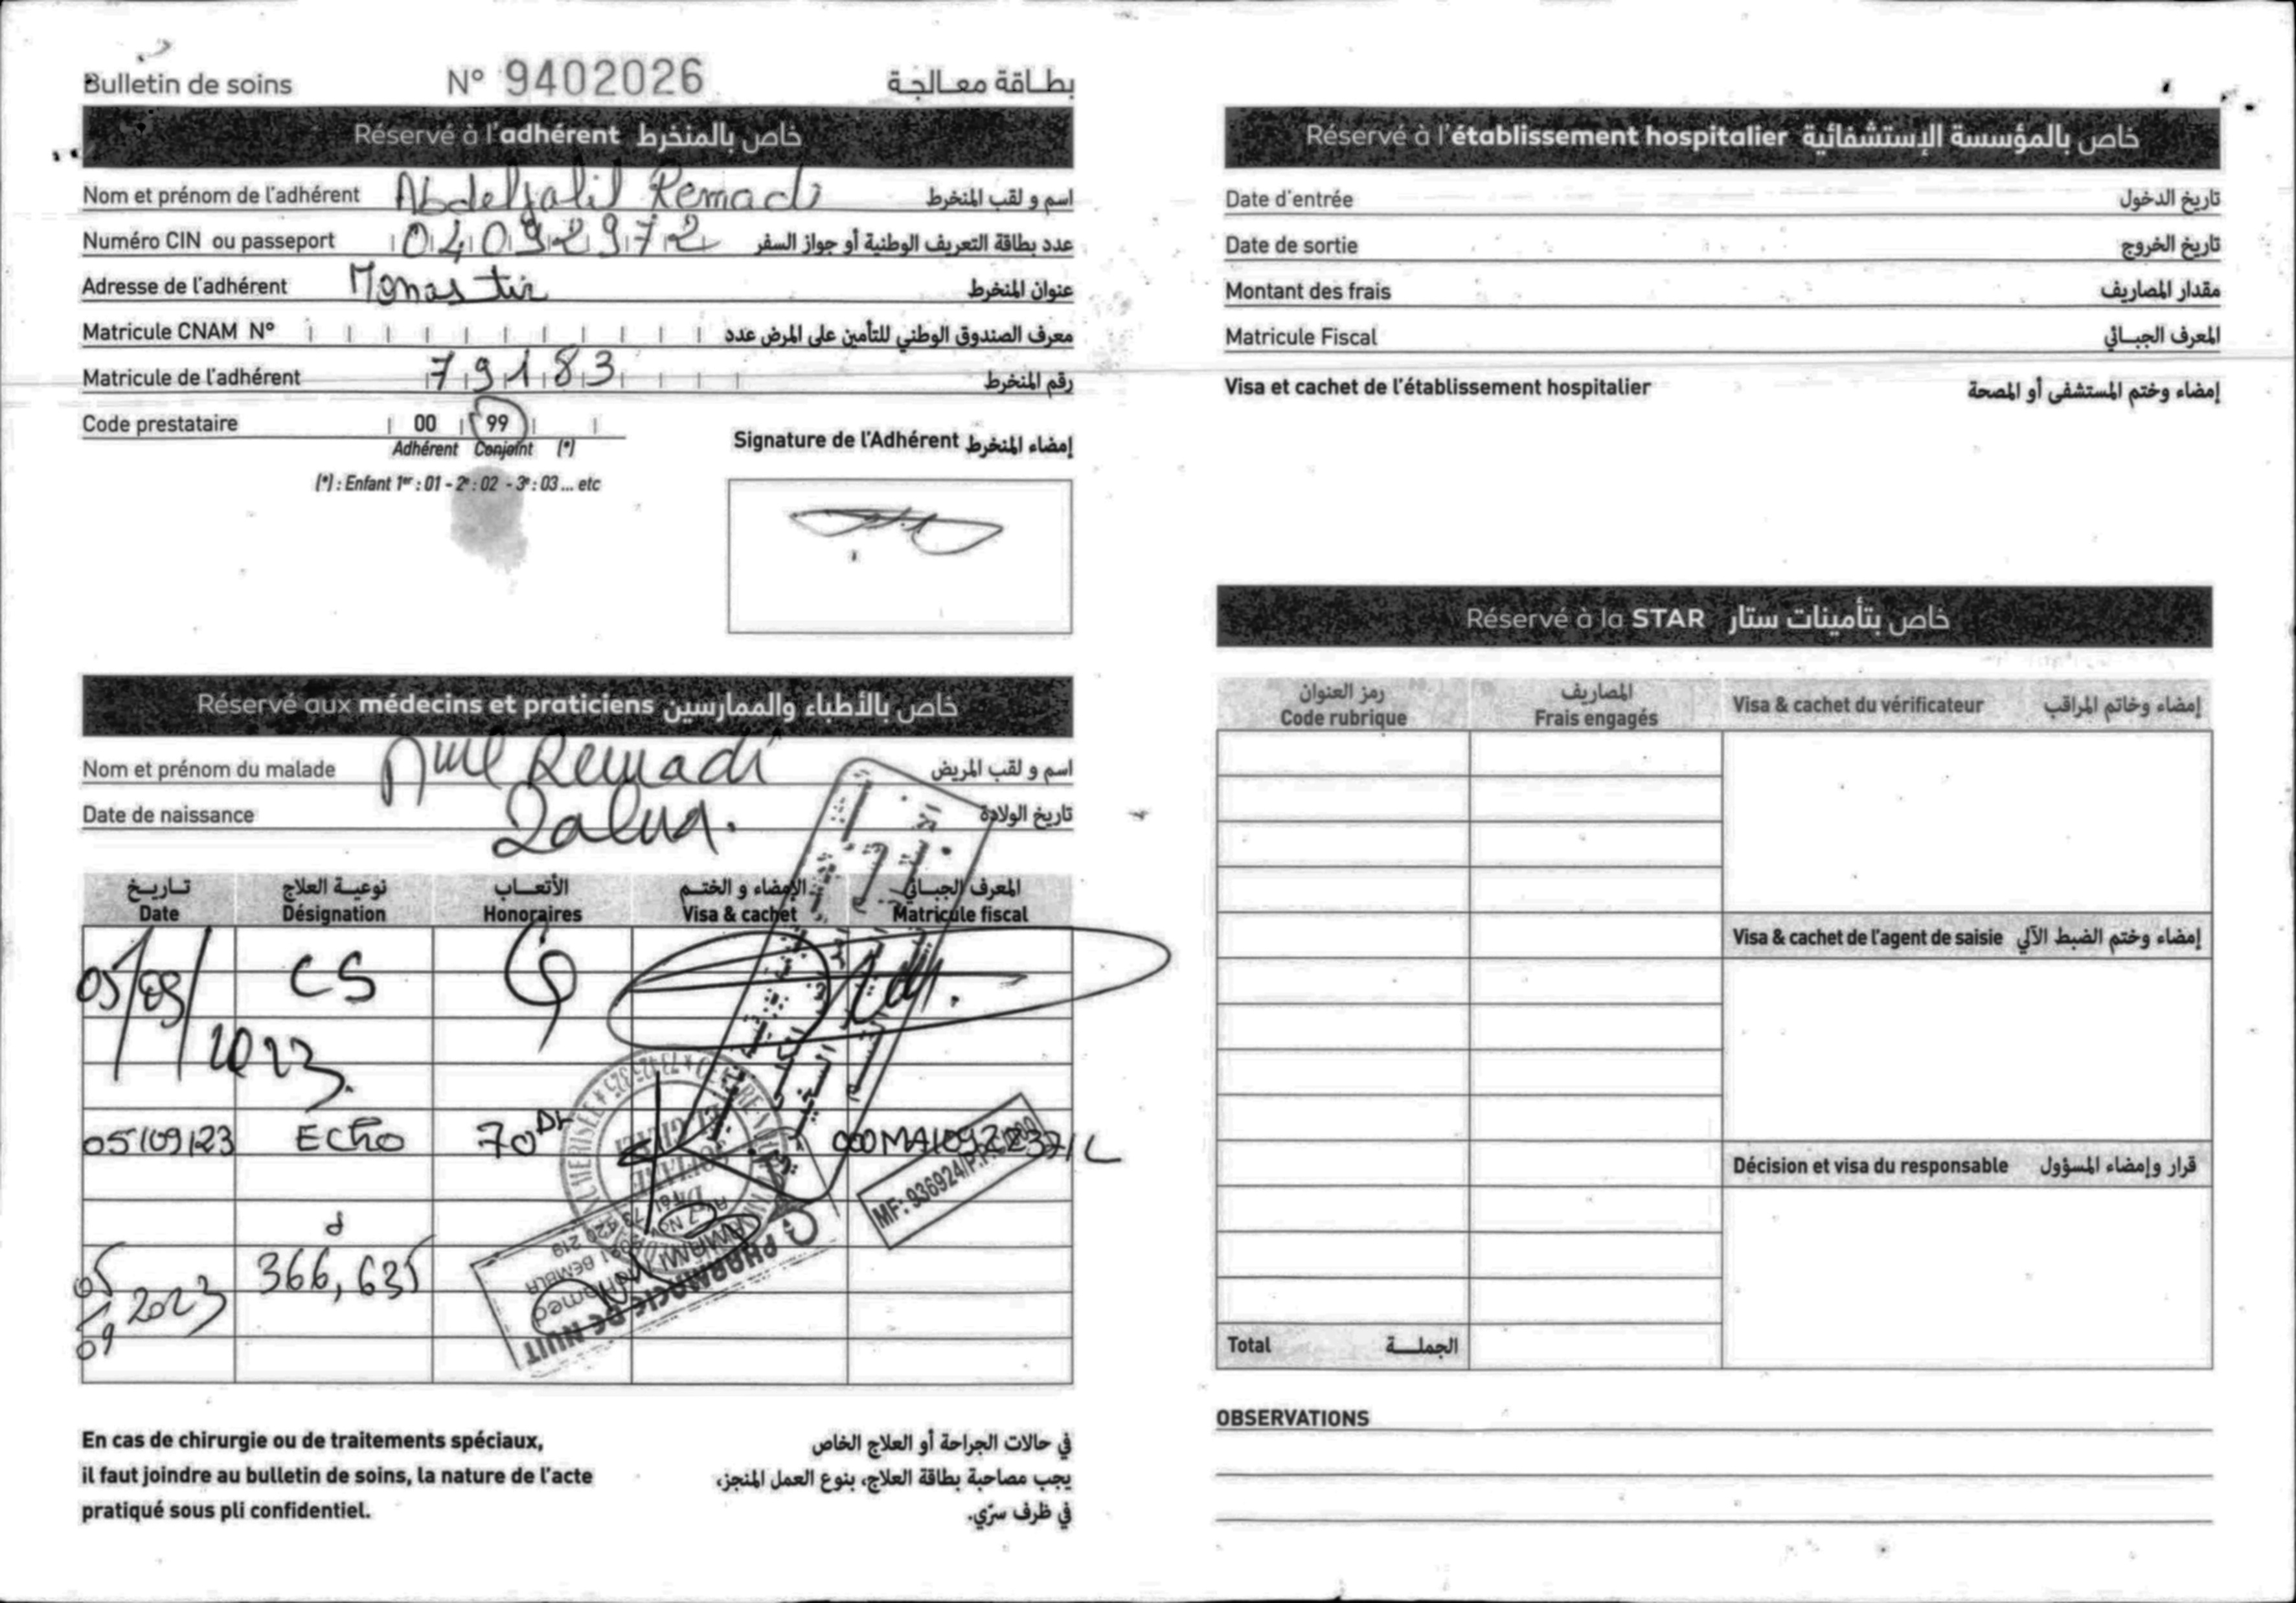 Bulletin de soins N° 9402026 بطاقة معالجة
Réservé à l'adhérent خاص بالمنخرط
Nom et prénom de l'adhérent Abdeljalil Remadi اسم و لقب المنخرط
Numéro CIN ou passeport 04092972 عدد بطاقة التعريف الوطنية أو جواز السفر
Adresse de l'adhérent Monastir عنوان المنخرط
Matricule CNAM N° معرف الصندوق الوطني للتأمين على المرض عدد
Matricule de l'adhérent 79183 رقم المنخرط
Code prestataire 00 99
Adhérent Conjoint (*)
(*) : Enfant 1er : 01 - 2e : 02 - 3e : 03 ... etc
Signature de l'Adhérent إمضاء المنخرط
Réservé aux médecins et praticiens خاص بالأطباء والممارسين
Nom et prénom du malade Mme Remadi اسم و لقب المريض
Date de naissance تاريخ الولادة
تاريخ نوعية العلاج الأتعاب الإمضاء و الختم المعرف الجبائي
Date Désignation Honoraires Visa & cachet Matricule fiscal
05/09/2023 CS
05/09/23 ECHO 70 DT
MF: 936924/P
05/09/2023 366,635 d
PHARMACIE DE NUIT
En cas de chirurgie ou de traitements spéciaux,
il faut joindre au bulletin de soins, la nature de l'acte
pratiqué sous pli confidentiel.
في حالات الجراحة أو العلاج الخاص
يجب مصاحبة بطاقة العلاج، بنوع العمل المنجز،
في ظرف سرّي.
Réservé à l'établissement hospitalier خاص بالمؤسسة الإستشفائية
Date d'entrée تاريخ الدخول
Date de sortie تاريخ الخروج
Montant des frais مقدار المصاريف
Matricule Fiscal المعرف الجبائي
Visa et cachet de l'établissement hospitalier إمضاء وختم المستشفى أو المصحة
Réservé à la STAR خاص بتأمينات ستار
رمز العنوان المصاريف
Code rubrique Frais engagés Visa & cachet du vérificateur إمضاء وخاتم المراقب
Visa & cachet de l'agent de saisie إمضاء وختم الضبط الآلي
Décision et visa du responsable قرار وإمضاء المسؤول
Total الجملة
OBSERVATIONS